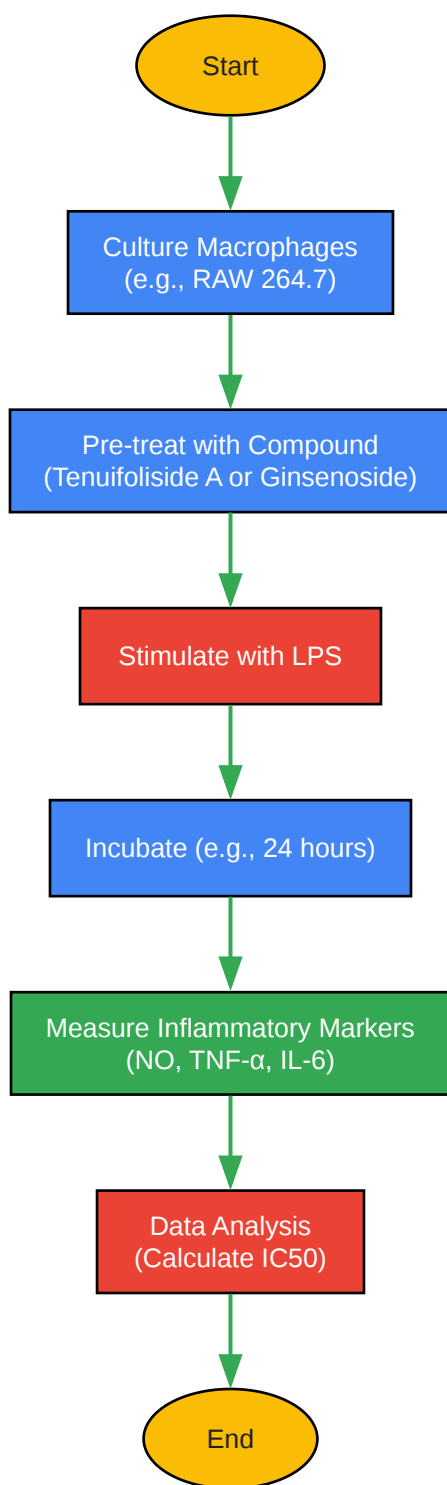 Start
Culture Macrophages
(e.g., RAW 264.7)
Pre-treat with Compound
(Tenuifoliside A or Ginsenoside)
Stimulate with LPS
Incubate (e.g., 24 hours)
Measure Inflammatory Markers
(NO, TNF-α, IL-6)
Data Analysis
(Calculate IC50)
End